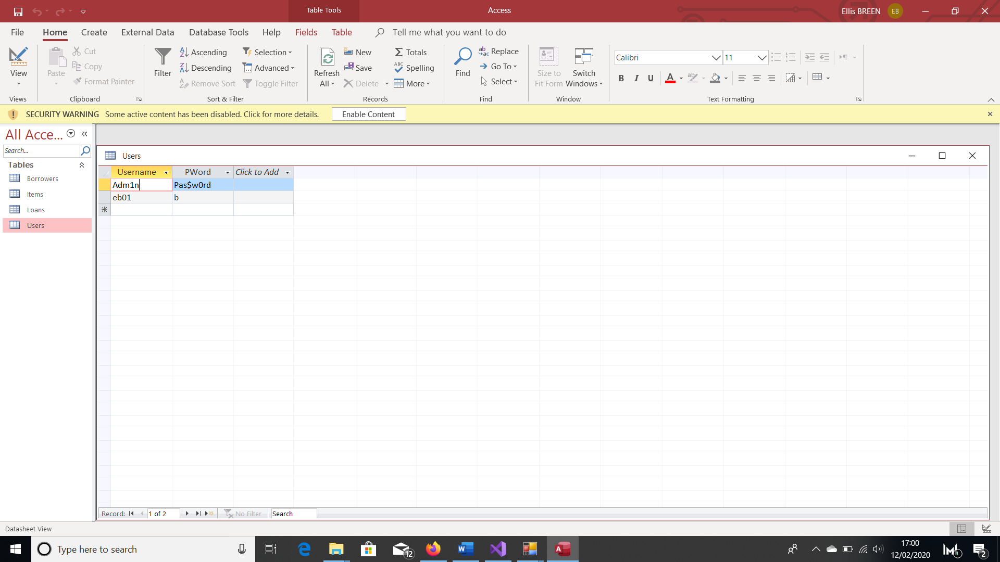 Table Tools
Access
Ellis BREEN
EB
File
Home
Create
External Data
Database Tools
Help
Fields
Table
Tell me what you want to do
View
Paste
Cut
Copy
Format Painter
Filter
Ascending
Descending
Remove Sort
Selection
Advanced
Toggle Filter
Refresh
All
New
Save
Delete
Totals
Spelling
More
Find
Replace
Go To
Select
Size to
Fit Form
Switch
Windows
Calibri
11
B I U
Views
Clipboard
Sort & Filter
Records
Find
Window
Text Formatting
SECURITY WARNING Some active content has been disabled. Click for more details.
Enable Content
All Acce...
Search...
Tables
Borrowers
Items
Loans
Users
Users
Username PWord Click to Add
Adm1n Pas$w0rd
eb01 b
Record: 1 of 2 No Filter Search
Datasheet View
Type here to search
12
17:00
12/02/2020
2